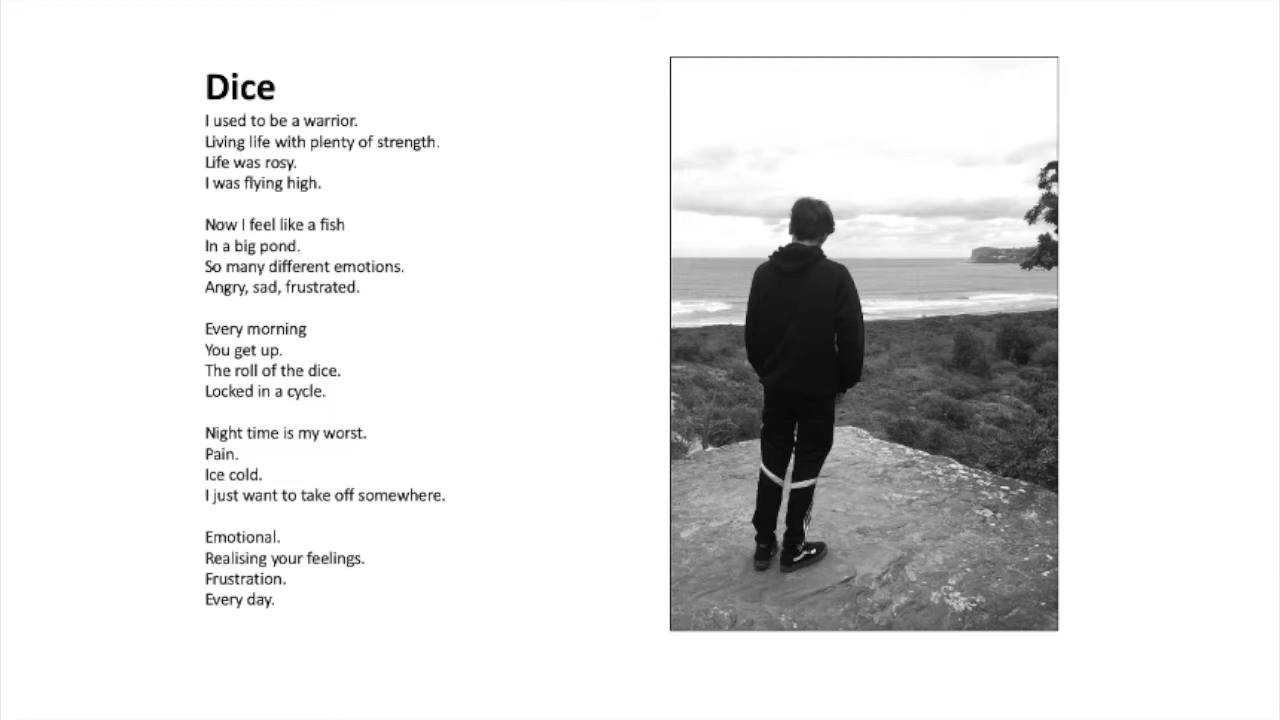 Dice
I used to be a warrior.
Living life with plenty of strength.
Life was rosy.
I was flying high.
Now I feel like a fish
In a big pond.
So many different emotions.
Angry, sad, frustrated.
Every morning
You get up.
The roll of the dice.
Locked in a cycle.
Night time is my worst.
Pain.
Ice cold.
I just want to take off somewhere.
Emotional.
Realising your feelings.
Frustration.
Every day.